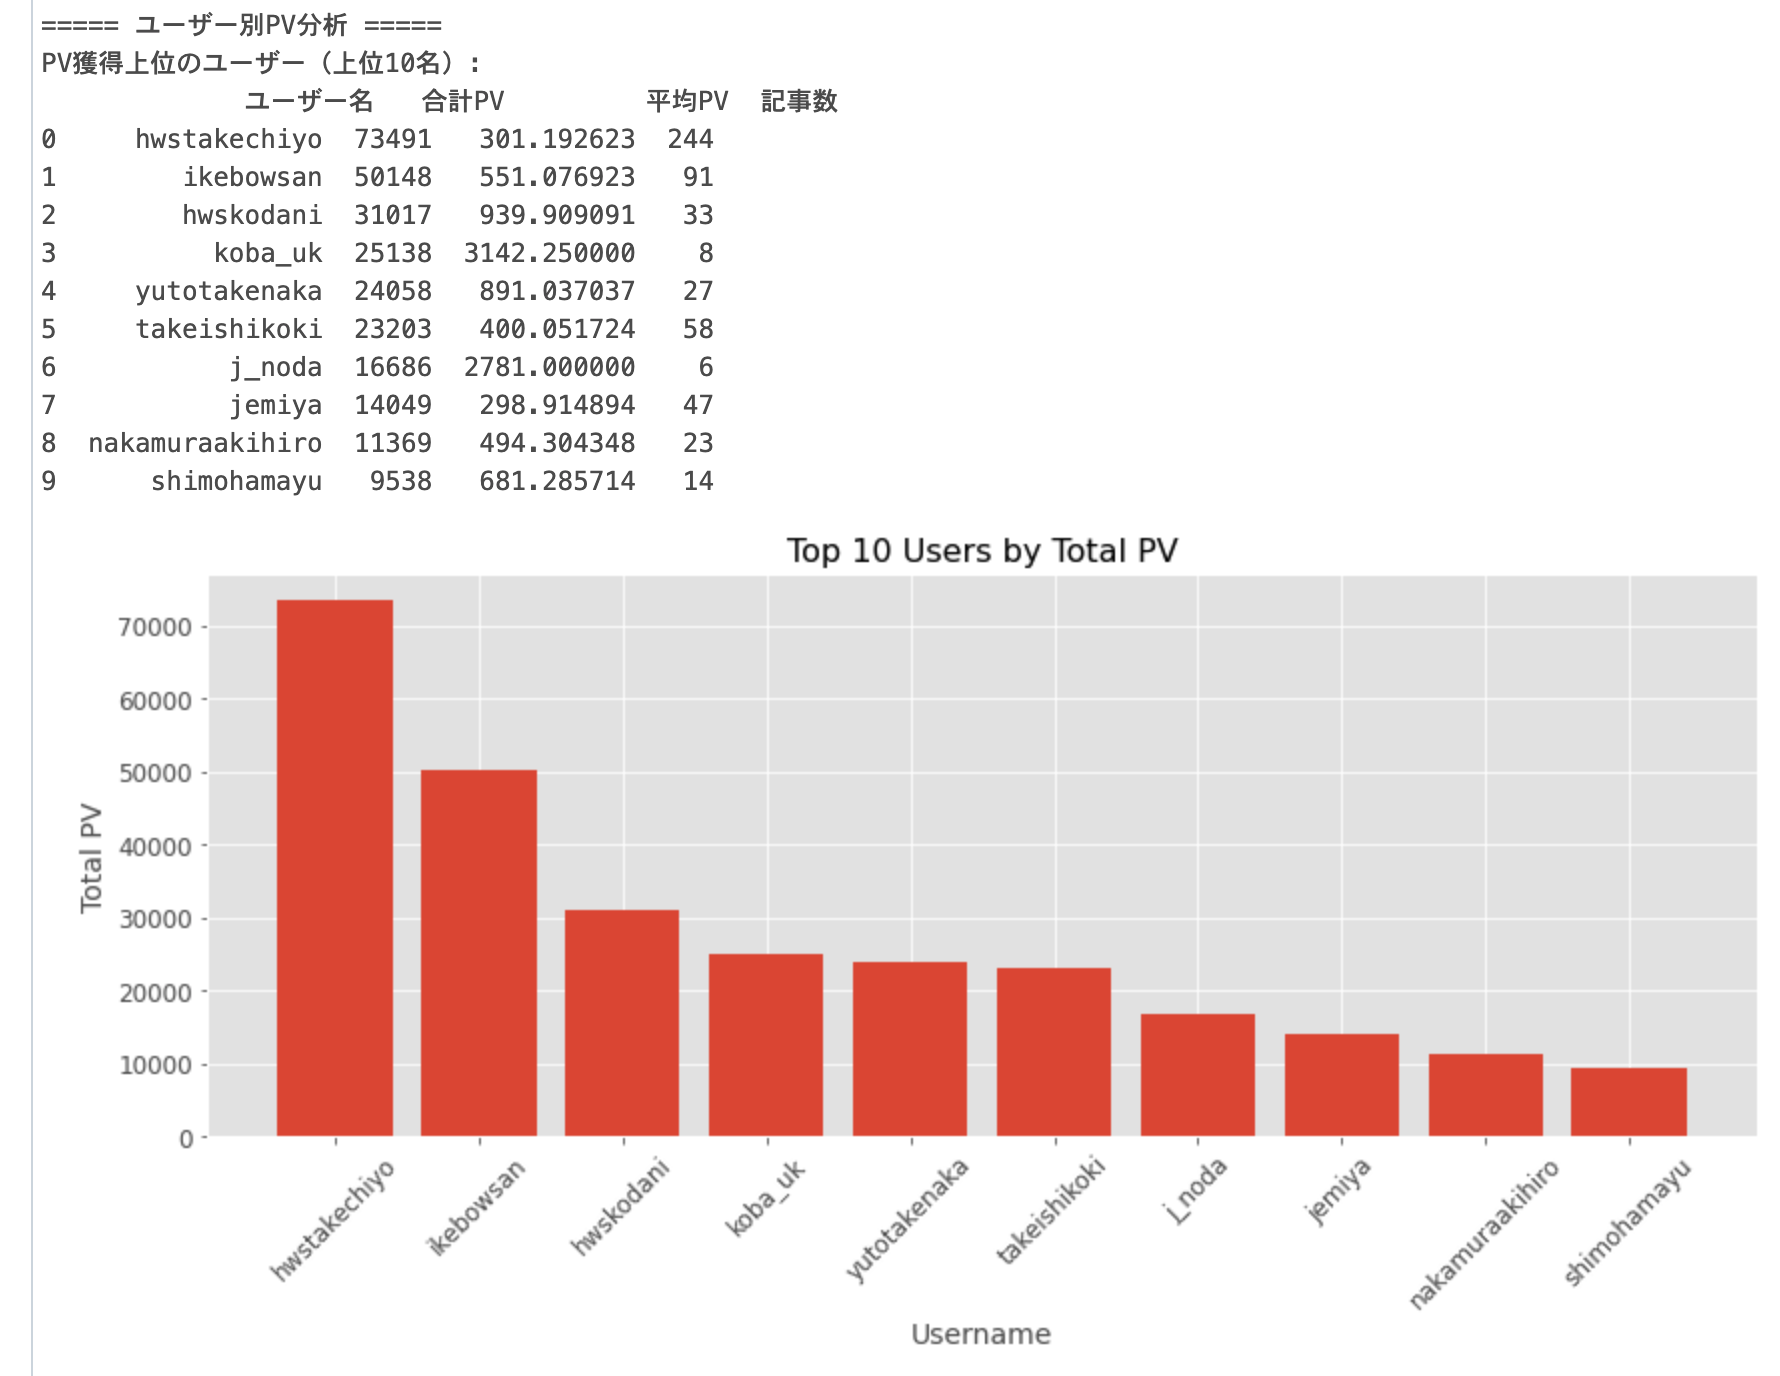 ===== ユーザー別PV分析 =====
PV獲得上位のユーザー（上位10名）:
ユーザー名 合計PV 平均PV 記事数
0 hwstakechiyo 73491 301.192623 244
1 ikebowsan 50148 551.076923 91
2 hwskodani 31017 939.909091 33
3 koba_uk 25138 3142.250000 8
4 yutotakenaka 24058 891.037037 27
5 takeishikoki 23203 400.051724 58
6 j_noda 16686 2781.000000 6
7 jemiya 14049 298.914894 47
8 nakamuraakihiro 11369 494.304348 23
9 shimohamayu 9538 681.285714 14
Top 10 Users by Total PV
Total PV
70000
60000
50000
40000
30000
20000
10000
0
hwstakechiyo
ikebowsan
hwskodani
koba_uk
yutotakenaka
takeishikoki
j_noda
jemiya
nakamuraakihiro
shimohamayu
Username